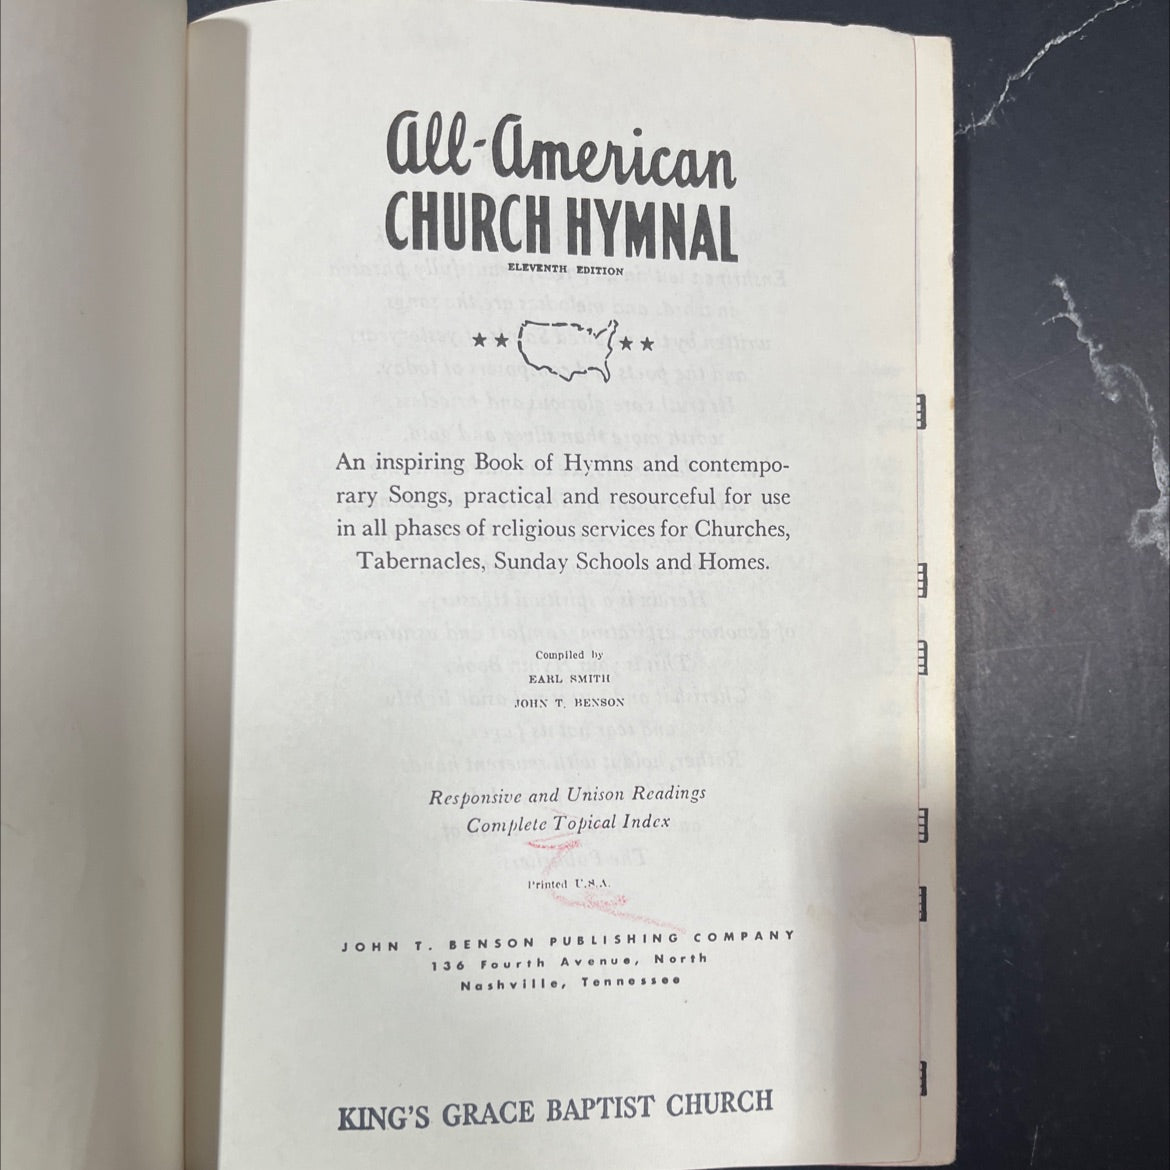 All-American
CHURCH HYMNAL
ELEVENTH EDITION
An inspiring Book of Hymns and contempo-
rary Songs, practical and resourceful for use
in all phases of religious services for Churches,
Tabernacles, Sunday Schools and Homes.
Compiled by
EARL SMITH
JOHN T. BENSON
Responsive and Unison Readings
Complete Topical Index
Printed U.S.A.
JOHN T. BENSON PUBLISHING COMPANY
136 Fourth Avenue, North
Nashville, Tennessee
KING'S GRACE BAPTIST CHURCH